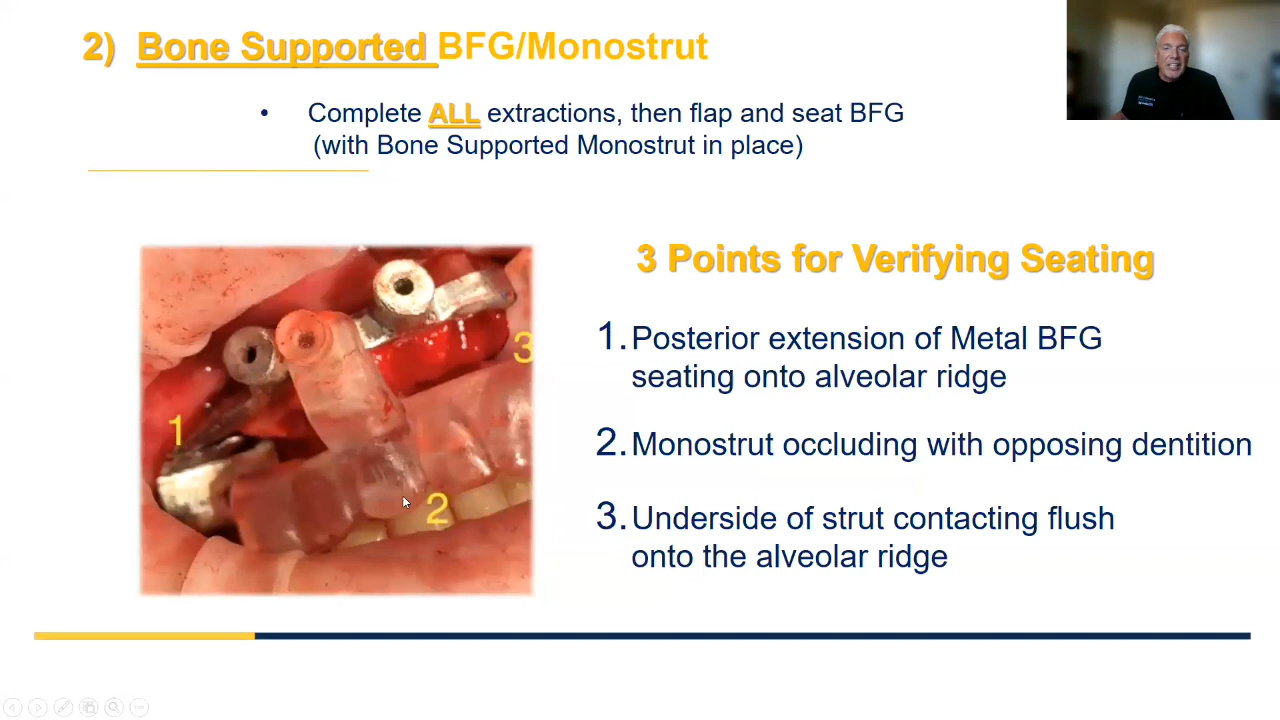 2) Bone Supported BFG/Monostrut
• Complete ALL extractions, then flap and seat BFG
(with Bone Supported Monostrut in place)
3 Points for Verifying Seating
1. Posterior extension of Metal BFG
seating onto alveolar ridge
2. Monostrut occluding with opposing dentition
3. Underside of strut contacting flush
onto the alveolar ridge
3
1
2